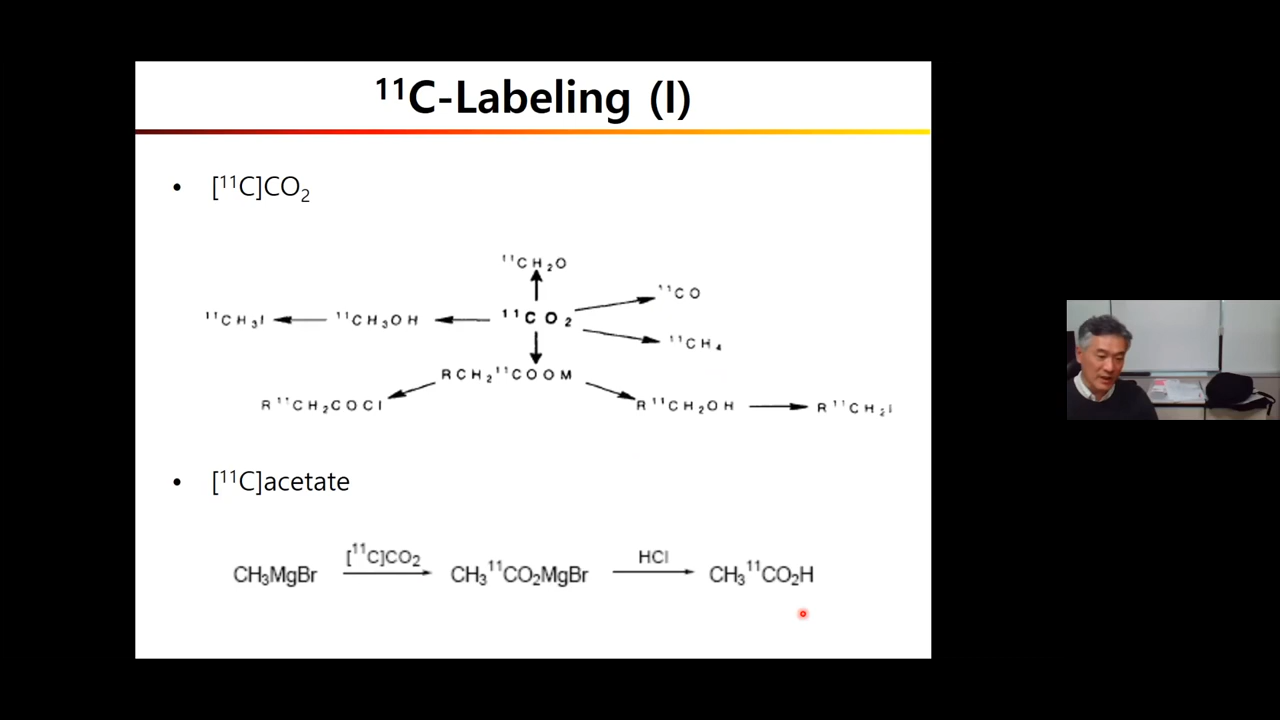 ¹¹C-Labeling (I)
• [¹¹C]CO₂
¹¹CH₂O
¹¹CO
¹¹CH₃I ¹¹CH₃OH ¹¹CO₂
¹¹CH₄
RCH₂¹¹COOM
R¹¹CH₂COCl R¹¹CH₂OH R¹¹CH₂I
• [¹¹C]acetate
CH₃MgBr [¹¹C]CO₂ CH₃¹¹CO₂MgBr HCl CH₃¹¹CO₂H